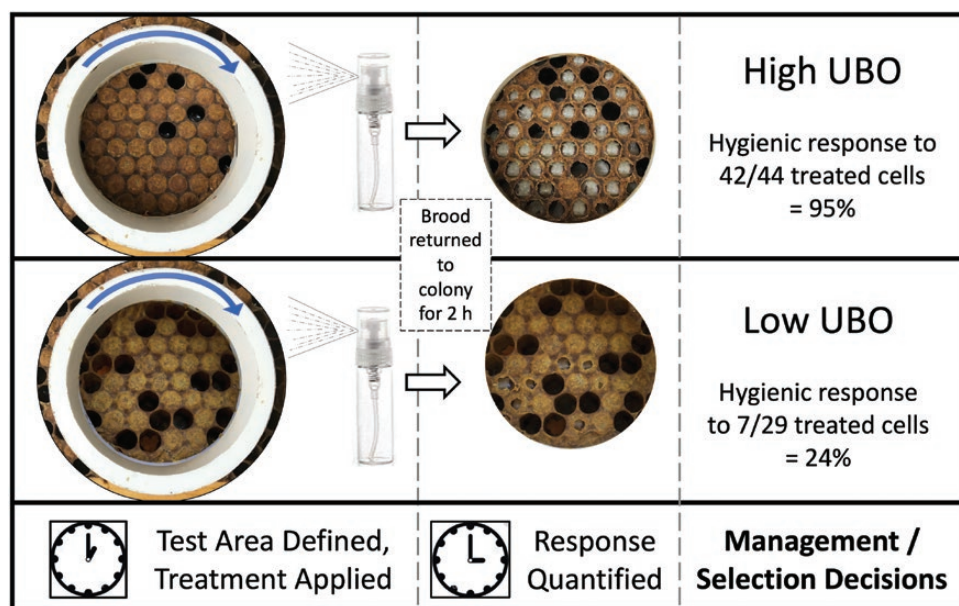 High UBO
Hygienic response to
42/44 treated cells
= 95%
Brood
returned
to
colony
for 2 h
Low UBO
Hygienic response
to 7/29 treated cells
= 24%
Test Area Defined,
Treatment Applied
Response
Quantified
Management /
Selection Decisions